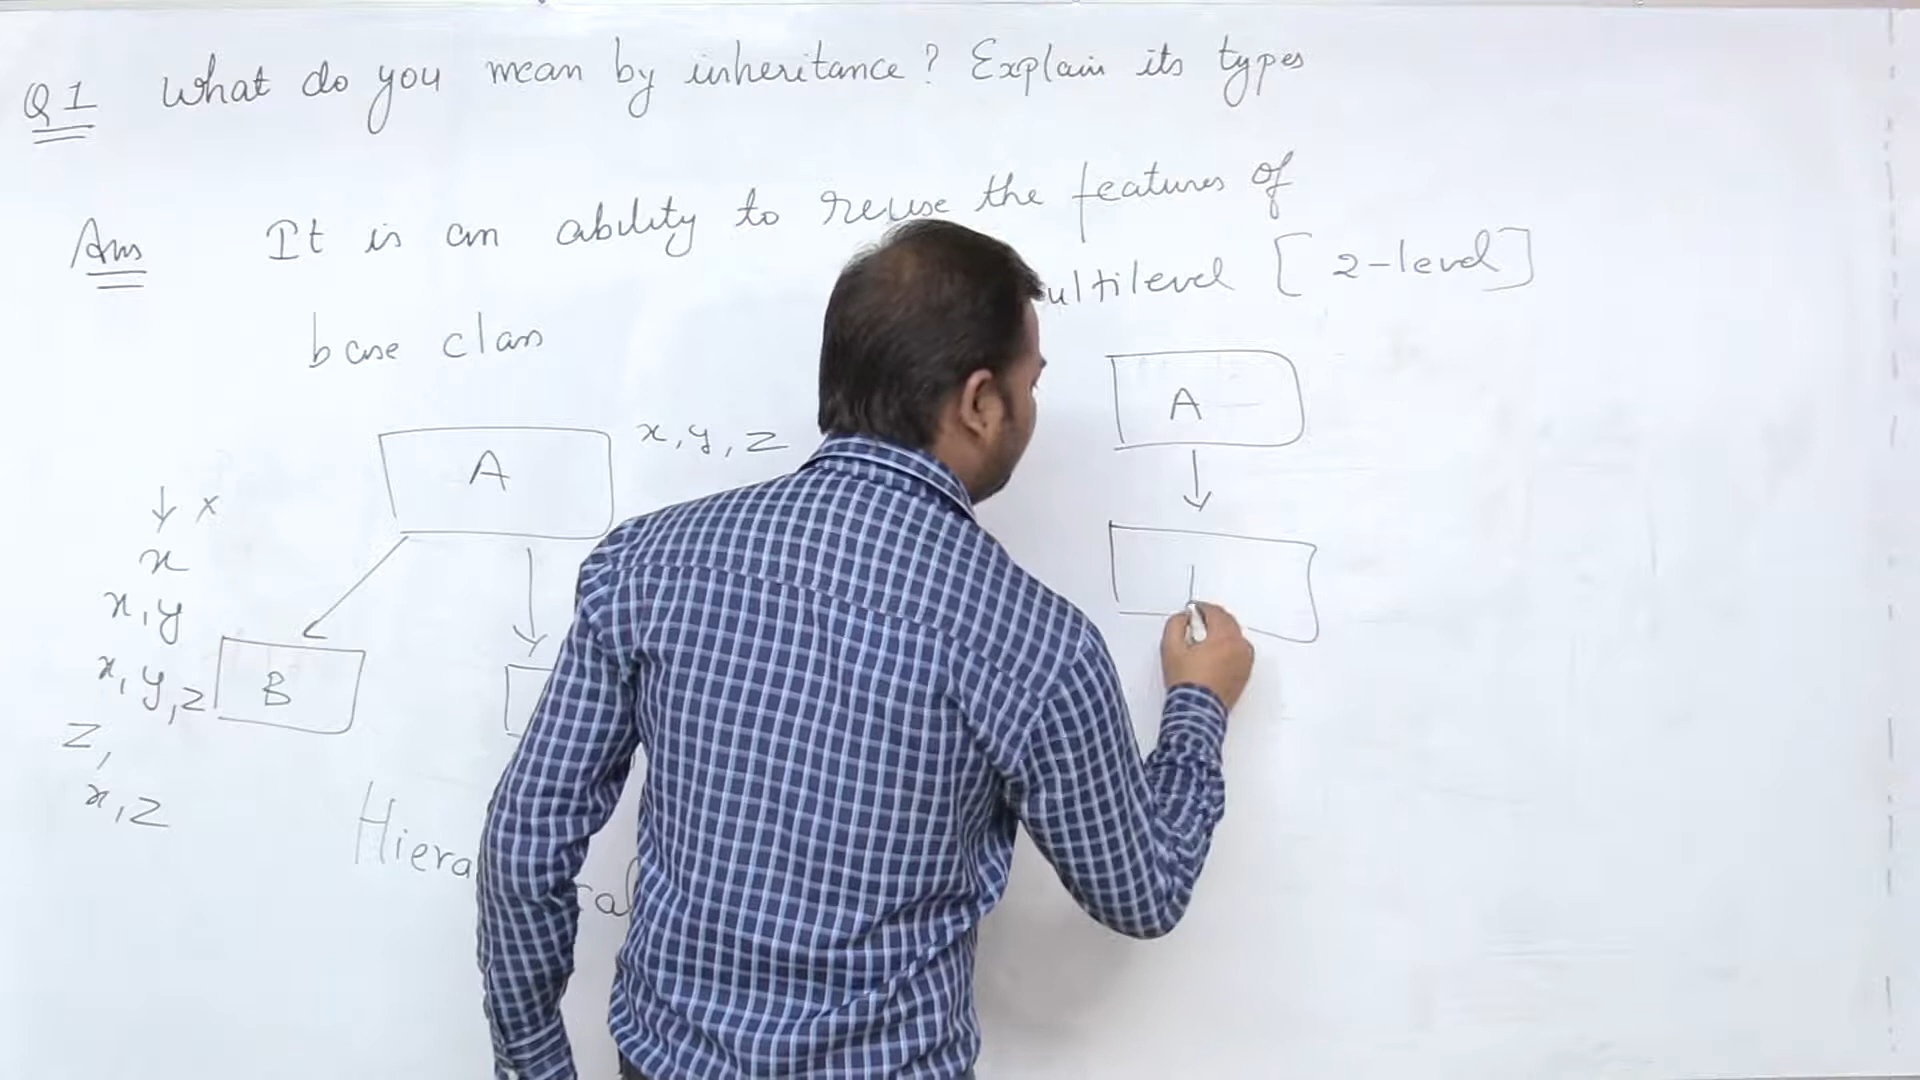 Q1 What do you mean by inheritance? Explain its types
Ans It is an ability to reuse the features of
base class
ultilevel [2-level]
A
x, y, z
A
↓ x
x
x, y
x, y, z
B
z,
x, z
Hiera
ral